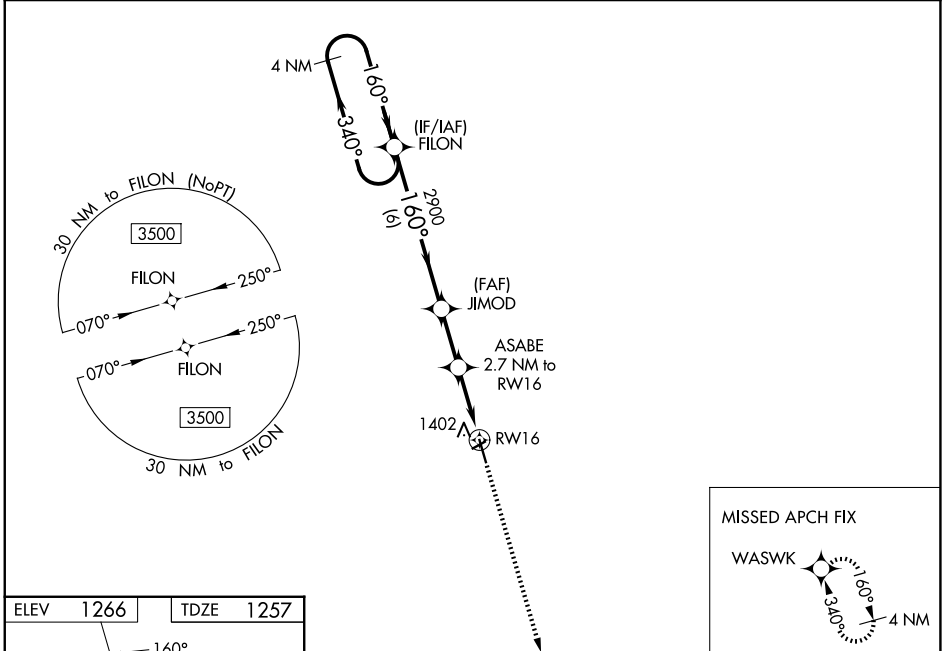 4 NM
160°
340°
(IF/IAF)
FILON
2900
160°
(6)
30 NM to FILON (NoPT)
3500
FILON
250°
070°
250°
070°
FILON
3500
30 NM to FILON
(FAF)
JIMOD
ASABE
2.7 NM to
RW16
1402
RW16
MISSED APCH FIX
WASWK
160°
340°
4 NM
ELEV 1266
TDZE 1257
160°